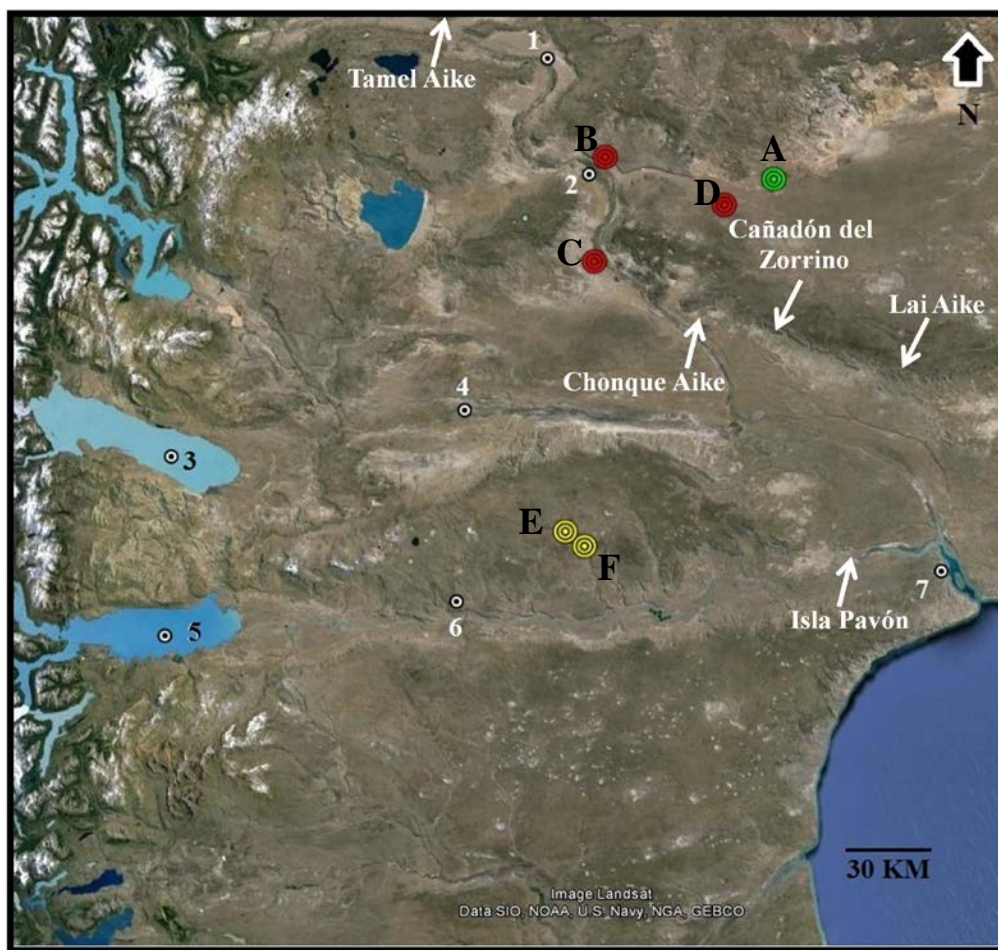 1
Tamel Aike
N
B
A
2
D
Cañadón del
Zorrino
C
Lai Aike
Chonque Aike
4
3
E
F
7
Isla Pavón
6
5
30 KM
Image Landsat
Data SIO, NOAA, U.S. Navy, NGA, GEBCO